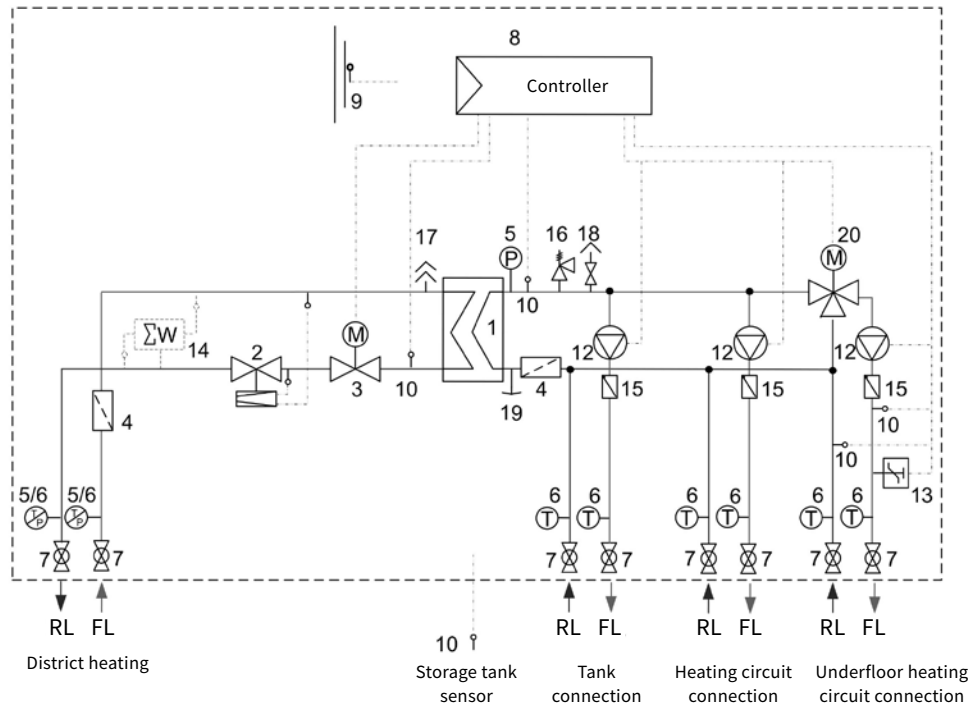 8
Controller
9
17
5
P
16
18
20
M
10
ΣW
14
2
M
3
10
1
4
19
12
15
12
15
12
15
10
10
13
4
5/6
T
P
5/6
T
P
6
T
6
T
6
T
6
T
6
T
6
T
7
7
7
7
7
7
7
7
RL
FL
10
RL
FL
RL
FL
RL
FL
District heating
Storage tank
sensor
Tank
connection
Heating circuit
connection
Underfloor heating
circuit connection